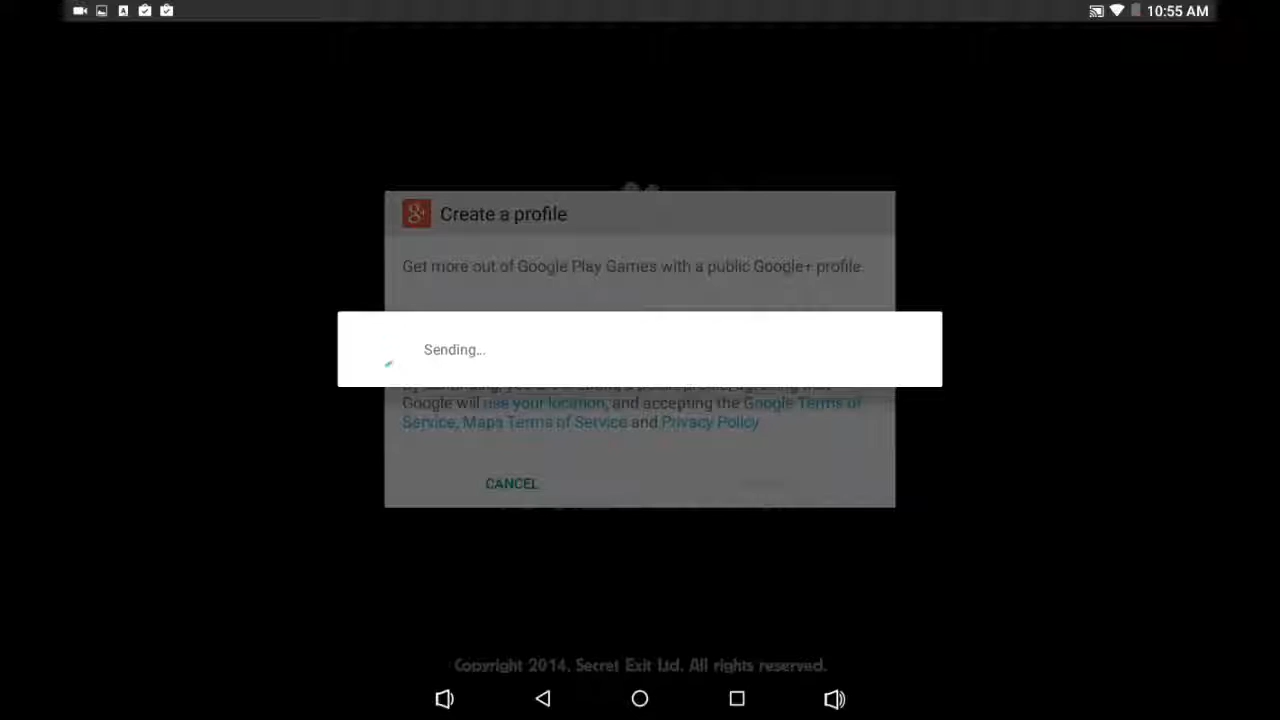 10:55 AM
Create a profile
Get more out of Google Play Games with a public Google+ profile.
Sending...
Google will use your location, and accepting the Google Terms of
Service, Maps Terms of Service and Privacy Policy
CANCEL
Copyright 2014, Secret Exit Ltd. All rights reserved.